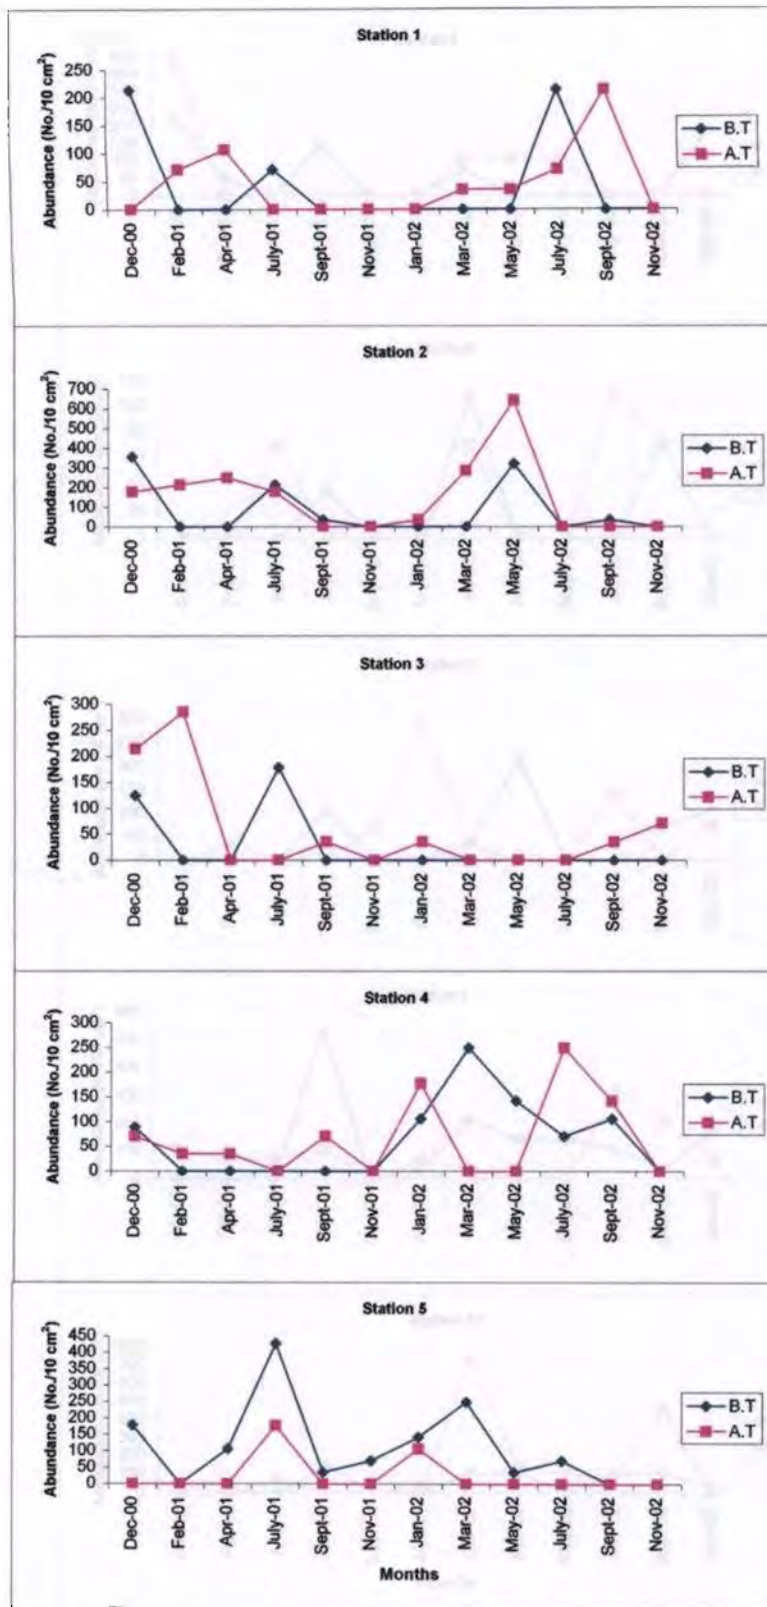 Station 1
Abundance (No./10 cm²)
250
200
150
100
50
0
Dec-00
Feb-01
Apr-01
July-01
Sept-01
Nov-01
Jan-02
Mar-02
May-02
July-02
Sept-02
Nov-02
B.T
A.T
Station 2
Abundance (No./10 cm²)
700
600
500
400
300
200
100
0
Dec-00
Feb-01
Apr-01
July-01
Sept-01
Nov-01
Jan-02
Mar-02
May-02
July-02
Sept-02
Nov-02
B.T
A.T
Station 3
Abundance (No./10 cm²)
300
250
200
150
100
50
0
Dec-00
Feb-01
Apr-01
July-01
Sept-01
Nov-01
Jan-02
Mar-02
May-02
July-02
Sept-02
Nov-02
B.T
A.T
Station 4
Abundance (No./10 cm²)
300
250
200
150
100
50
0
Dec-00
Feb-01
Apr-01
July-01
Sept-01
Nov-01
Jan-02
Mar-02
May-02
July-02
Sept-02
Nov-02
B.T
A.T
Station 5
Abundance (No./10 cm²)
450
400
350
300
250
200
150
100
50
0
Dec-00
Feb-01
Apr-01
July-01
Sept-01
Nov-01
Jan-02
Mar-02
May-02
July-02
Sept-02
Nov-02
B.T
A.T
Months